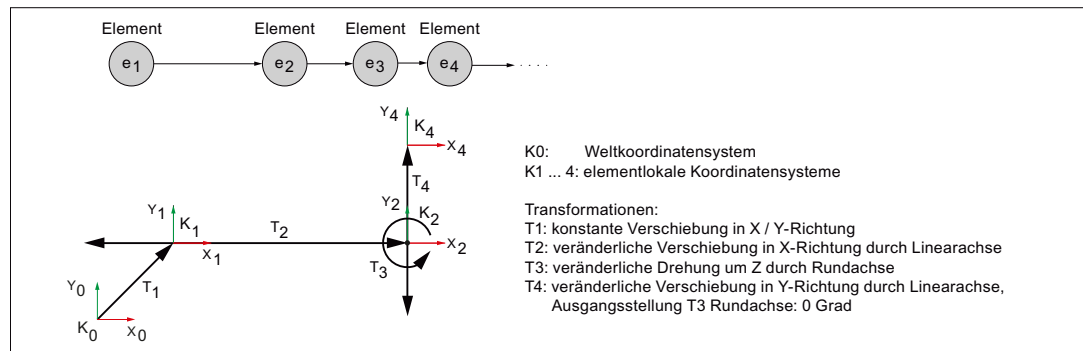 Element Element Element Element
e1 e2 e3 e4 . . . .
Y4
K4
X4
T4
Y1
K1
X1
T2
Y2
K2
X2
T3
T1
Y0
K0
X0
K0: Weltkoordinatensystem
K1 ... 4: elementlokale Koordinatensysteme
Transformationen:
T1: konstante Verschiebung in X / Y-Richtung
T2: veränderliche Verschiebung in X-Richtung durch Linearachse
T3: veränderliche Drehung um Z durch Rundachse
T4: veränderliche Verschiebung in Y-Richtung durch Linearachse,
Ausgangsstellung T3 Rundachse: 0 Grad